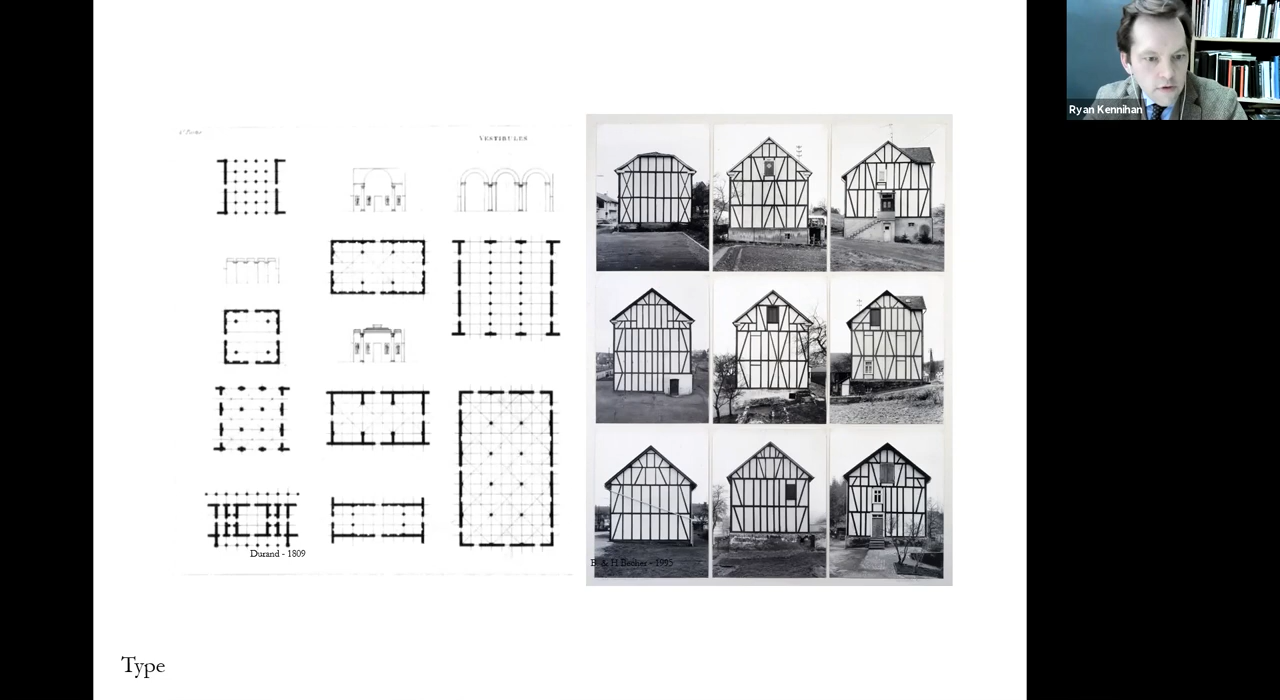 VESTIBULES
Ryan Kennihan
Durand - 1809
B & H Becher - 1995
Type